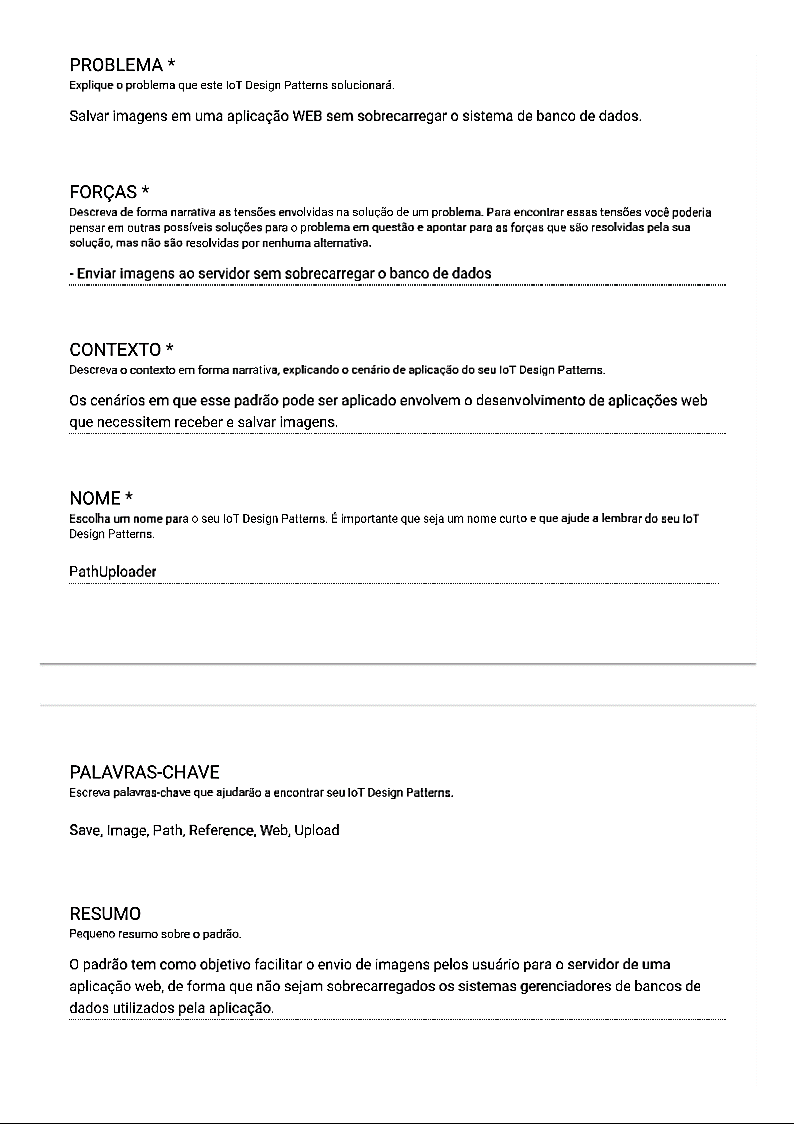 PROBLEMA *
Explique o problema que este IoT Design Patterns solucionará.
Salvar imagens em uma aplicação WEB sem sobrecarregar o sistema de banco de dados.
FORÇAS *
Descreva de forma narrativa as tensões envolvidas na solução de um problema. Para encontrar essas tensões você poderia
pensar em outras possíveis soluções para o problema em questão e apontar para as forças que são resolvidas pela sua
solução, mas não são resolvidas por nenhuma alternativa.
- Enviar imagens ao servidor sem sobrecarregar o banco de dados
CONTEXTO *
Descreva o contexto em forma narrativa, explicando o cenário de aplicação do seu IoT Design Patterns.
Os cenários em que esse padrão pode ser aplicado envolvem o desenvolvimento de aplicações web
que necessitem receber e salvar imagens.
NOME *
Escolha um nome para o seu IoT Design Patterns. É importante que seja um nome curto e que ajude a lembrar do seu IoT
Design Patterns.
PathUploader
PALAVRAS-CHAVE
Escreva palavras-chave que ajudarão a encontrar seu IoT Design Patterns.
Save, Image, Path, Reference, Web, Upload
RESUMO
Pequeno resumo sobre o padrão.
O padrão tem como objetivo facilitar o envio de imagens pelos usuário para o servidor de uma
aplicação web, de forma que não sejam sobrecarregados os sistemas gerenciadores de bancos de
dados utilizados pela aplicação.